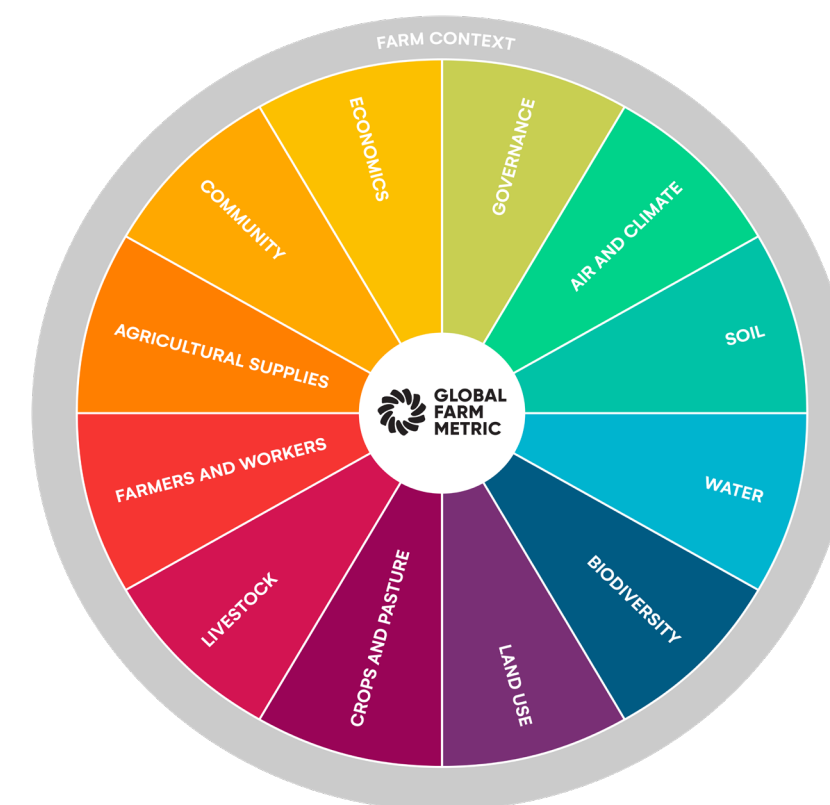 FARM CONTEXT
GOVERNANCE
AIR AND CLIMATE
SOIL
WATER
BIODIVERSITY
LAND USE
CROPS AND PASTURE
LIVESTOCK
FARMERS AND WORKERS
AGRICULTURAL SUPPLIES
COMMUNITY
ECONOMICS
GLOBAL
FARM
METRIC